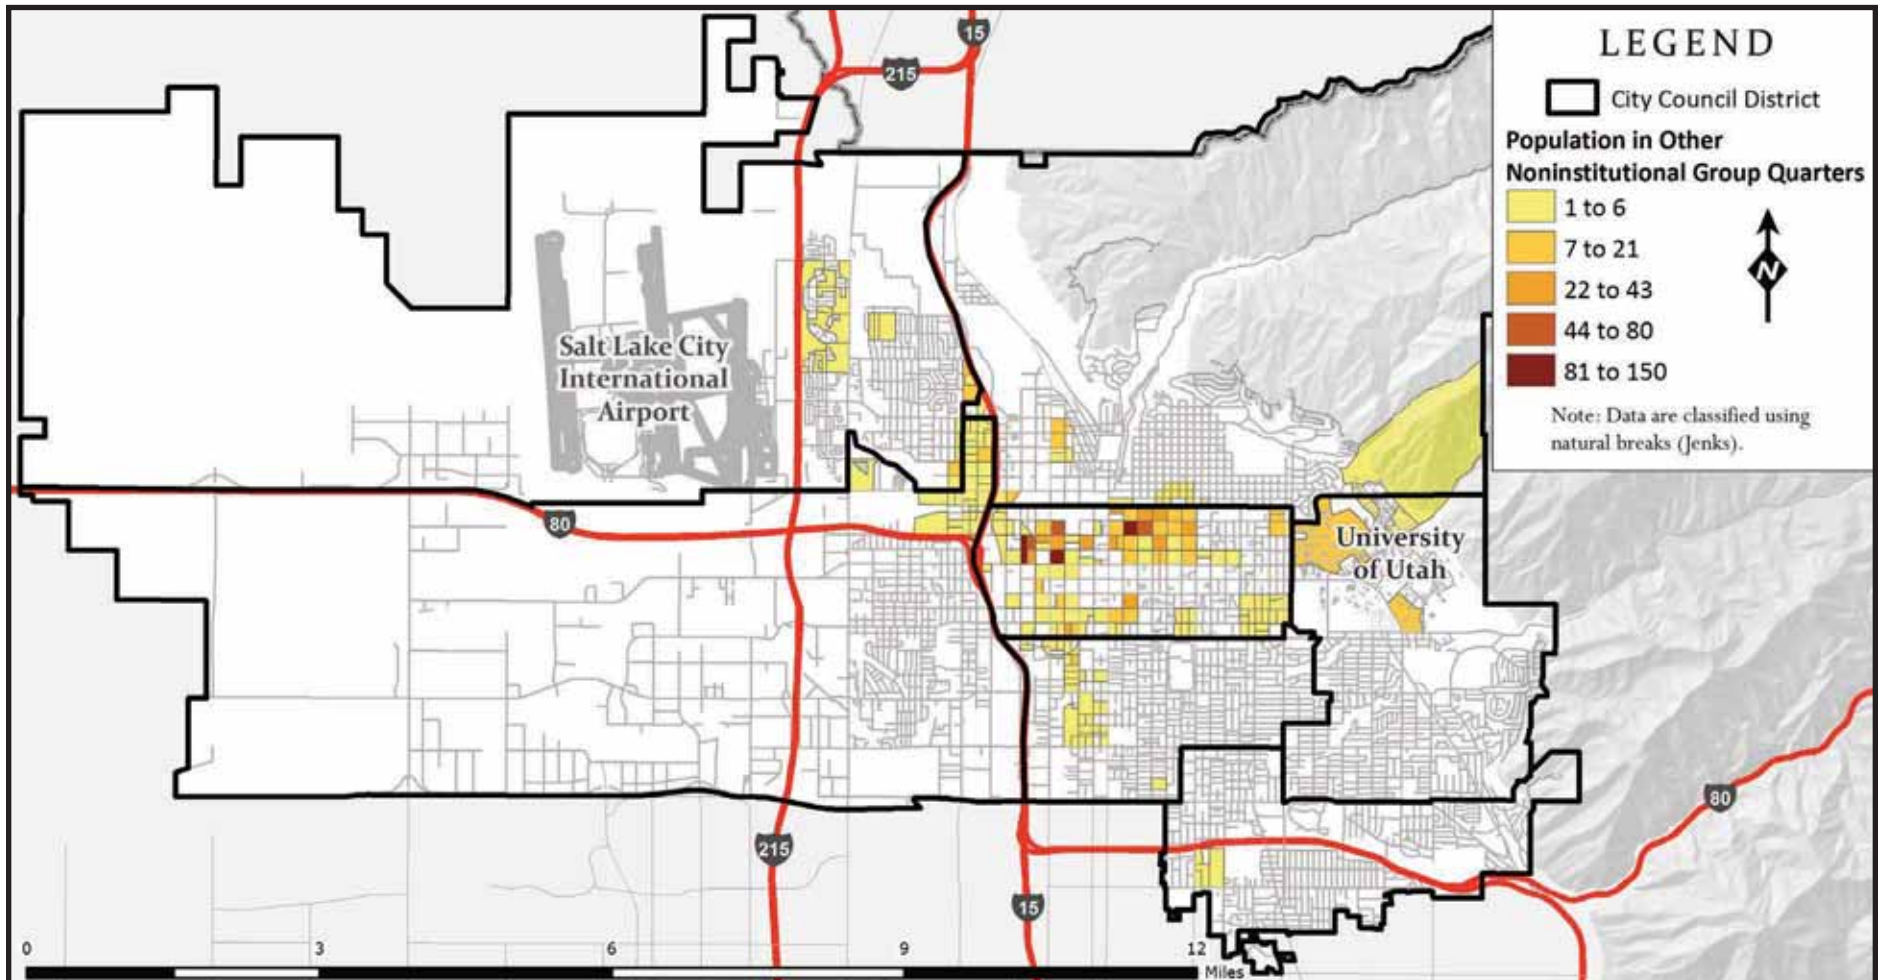 15
215
LEGEND
City Council District
Population in Other
Noninstitutional Group Quarters
1 to 6
7 to 21
22 to 43
44 to 80
81 to 150
N
Note: Data are classified using
natural breaks (Jenks).
Salt Lake City
International
Airport
80
University
of Utah
80
215
15
0 3 6 9 12
Miles